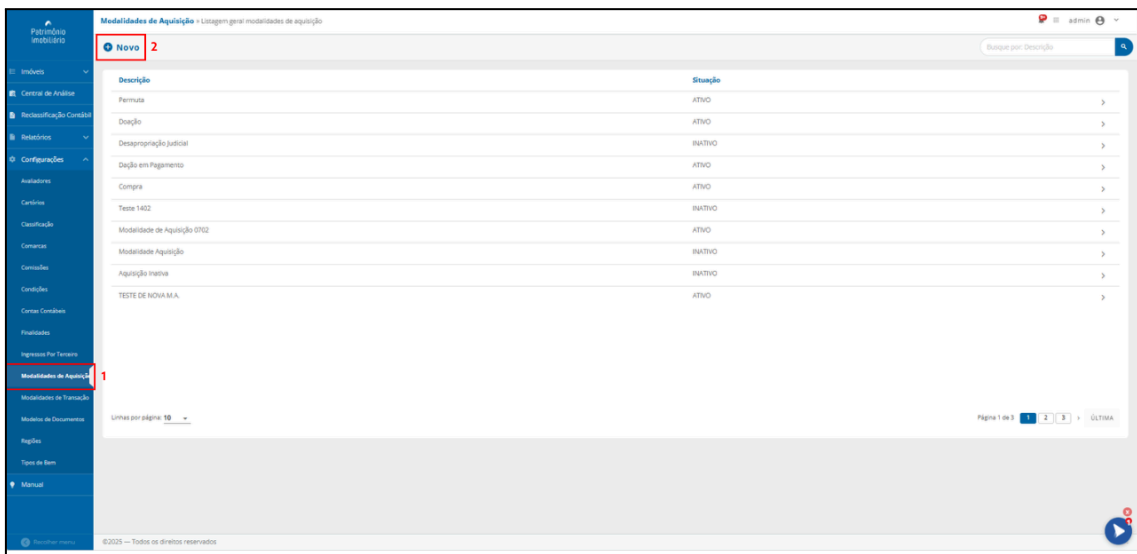 Patrimônio
imobiliário
Modalidades de Aquisição » Listagem geral modalidades de aquisição
admin
Novo
2
Busque por: Descrição
Imóveis
Central de Análise
Reclassificação Contábil
Relatórios
Configurações
Avaliadores
Cartórios
Classificação
Comarcas
Comissões
Condições
Contas Contábeis
Finalidades
Ingressos Por Terceiro
Modalidades de Aquisição
1
Modalidades de Transação
Modelos de Documentos
Regiões
Tipos de Bem
Manual
Recolher menu
Descrição Situação
Permuta ATIVO
Doação ATIVO
Desapropriação Judicial INATIVO
Dação em Pagamento ATIVO
Compra ATIVO
Teste 1402 INATIVO
Modalidade de Aquisição 0702 ATIVO
Modalidade Aquisição INATIVO
Aquisição Inativa INATIVO
TESTE DE NOVA M.A. ATIVO
Linhas por página: 10
Página 1 de 3 1 2 3 › ÚLTIMA
©2025 — Todos os direitos reservados